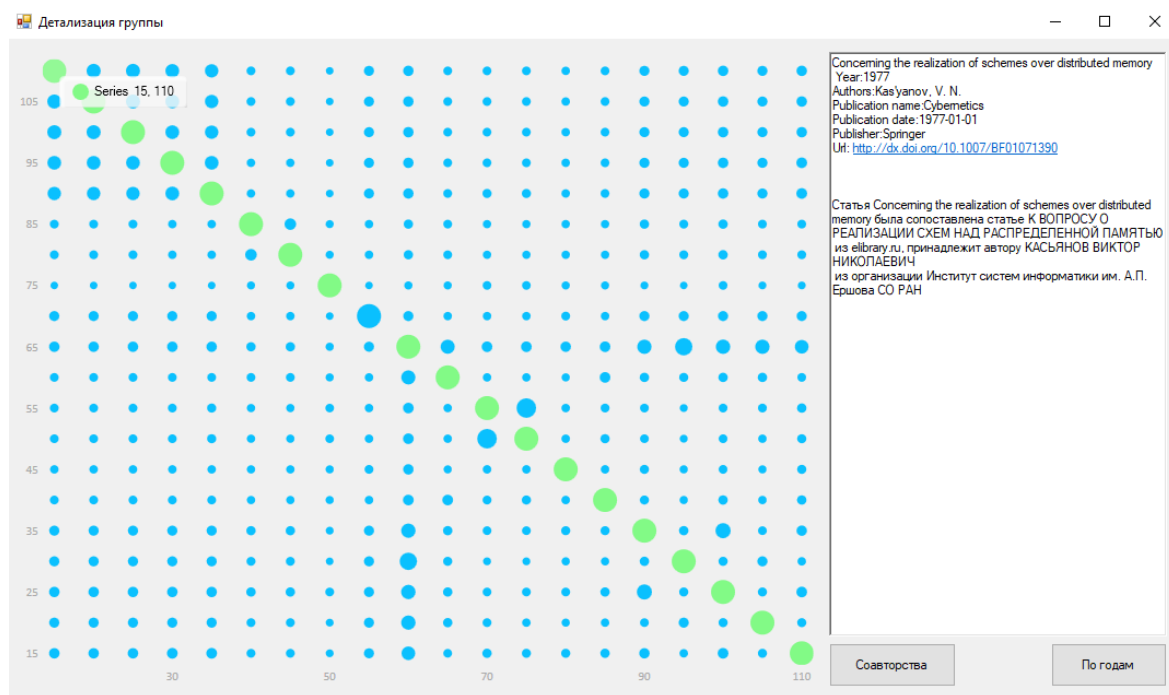 Детализация группы
Series 15, 110
105
95
85
75
65
55
45
35
25
15
30
50
70
90
110
Concerning the realization of schemes over distributed memory
Year:1977
Authors:Kas'yanov, V. N.
Publication name:Cybernetics
Publication date:1977-01-01
Publisher:Springer
Url: http://dx.doi.org/10.1007/BF01071390
Статья Concerning the realization of schemes over distributed
memory была сопоставлена статье К ВОПРОСУ О
РЕАЛИЗАЦИИ СХЕМ НАД РАСПРЕДЕЛЕННОЙ ПАМЯТЬЮ
из elibrary.ru, принадлежит автору КАСЬЯНОВ ВИКТОР
НИКОЛАЕВИЧ
из организации Институт систем информатики им. А.П.
Ершова СО РАН
Соавторства
По годам